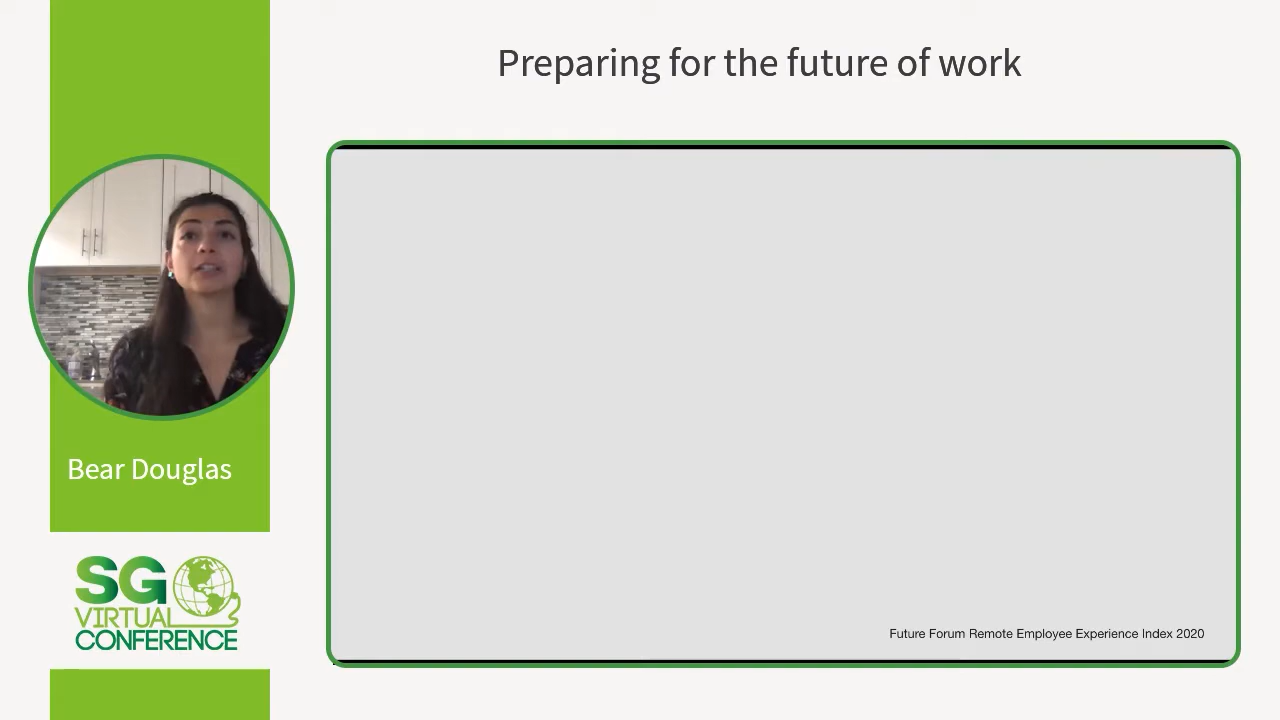 Preparing for the future of work
Bear Douglas
SG
VIRTUAL
CONFERENCE
Future Forum Remote Employee Experience Index 2020